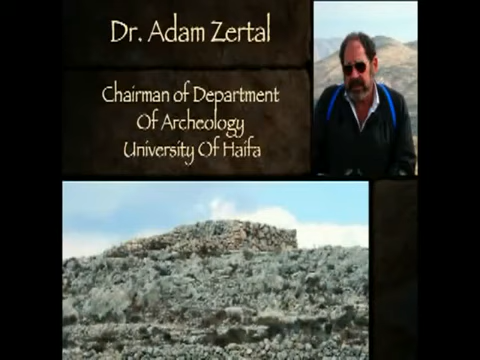 Dr. Adam Zertal
Chairman of Department
Of Archeology
University Of Haifa